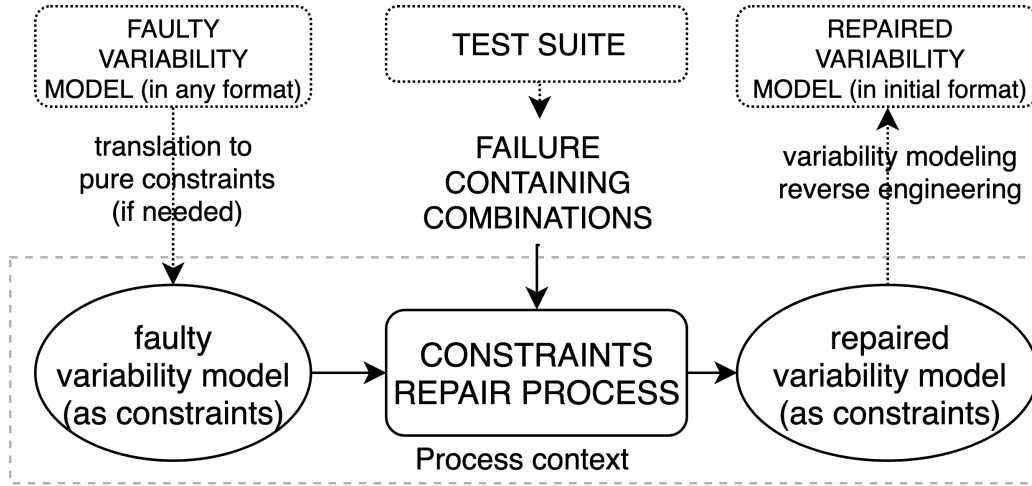 FAULTY
VARIABILITY
MODEL (in any format)
TEST SUITE
REPAIRED
VARIABILITY
MODEL (in initial format)
translation to
pure constraints
(if needed)
FAILURE
CONTAINING
COMBINATIONS
variability modeling
reverse engineering
faulty
variability model
(as constraints)
CONSTRAINTS
REPAIR PROCESS
repaired
variability model
(as constraints)
Process context